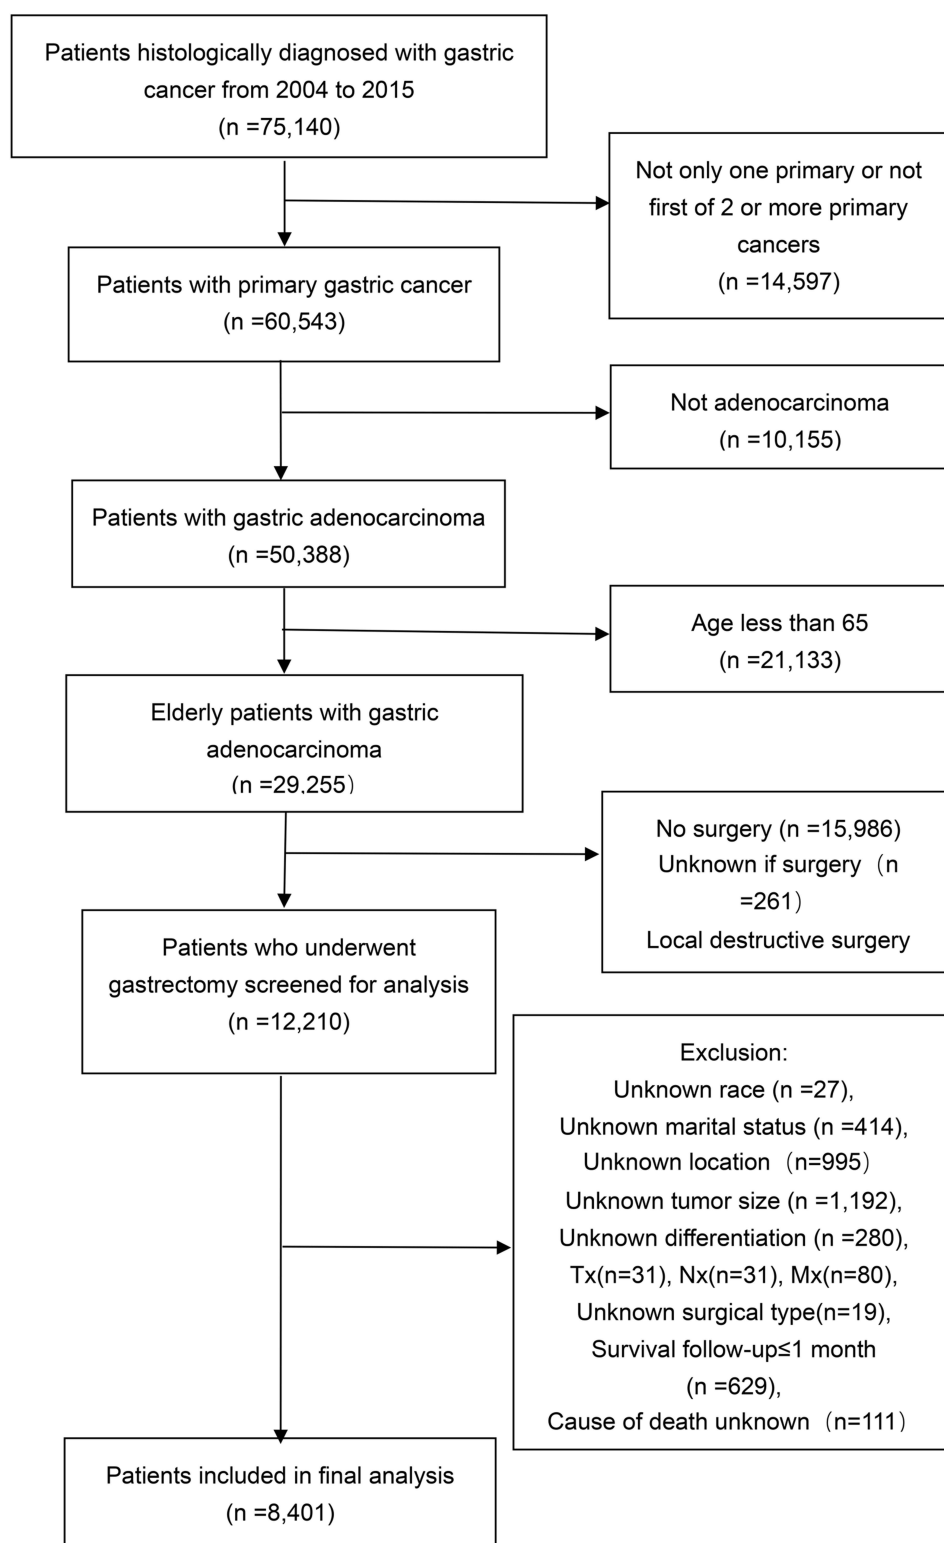 Patients histologically diagnosed with gastric
cancer from 2004 to 2015
(n =75,140)
Not only one primary or not
first of 2 or more primary
cancers
(n =14,597)
Patients with primary gastric cancer
(n =60,543)
Not adenocarcinoma
(n =10,155)
Patients with gastric adenocarcinoma
(n =50,388)
Age less than 65
(n =21,133)
Elderly patients with gastric
adenocarcinoma
(n =29,255）
No surgery (n =15,986)
Unknown if surgery（n
=261）
Local destructive surgery
Patients who underwent
gastrectomy screened for analysis
(n =12,210)
Exclusion:
Unknown race (n =27),
Unknown marital status (n =414),
Unknown location（n=995）
Unknown tumor size (n =1,192),
Unknown differentiation (n =280),
Tx(n=31), Nx(n=31), Mx(n=80),
Unknown surgical type(n=19),
Survival follow-up≤1 month
(n =629),
Cause of death unknown（n=111）
Patients included in final analysis
(n =8,401)